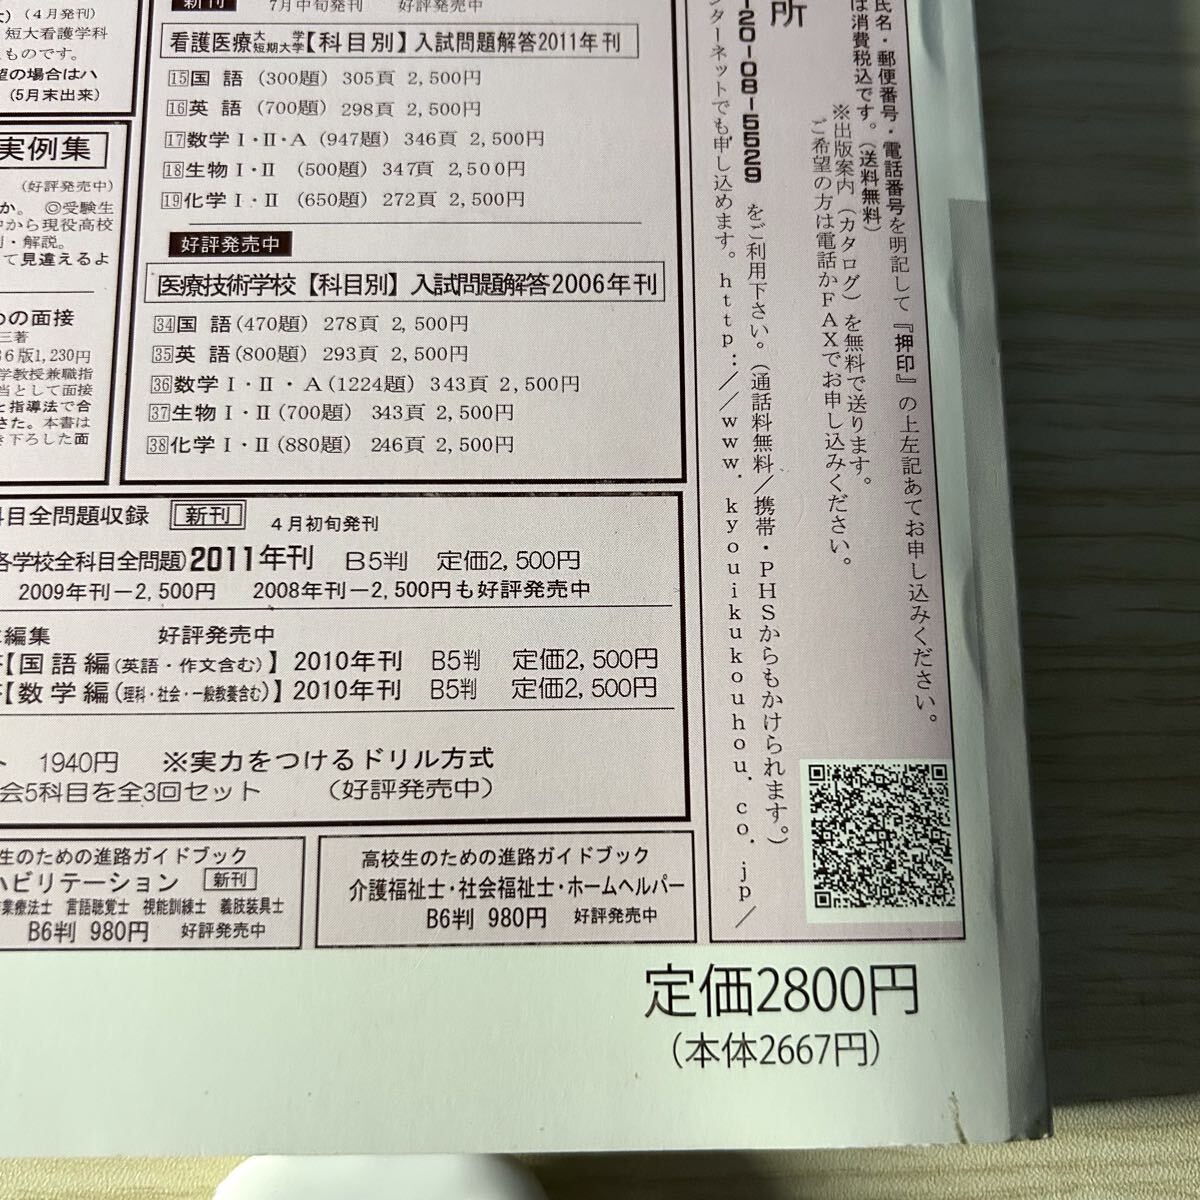 新刊
7月中旬発刊 好評発売中
看護医療大学短期大学【科目別】入試問題解答2011年刊
15国語 (300題) 305頁 2,500円
16英語 (700題) 298頁 2,500円
17数学Ⅰ・Ⅱ・A (947題) 346頁 2,500円
18生物Ⅰ・Ⅱ (500題) 347頁 2,500円
19化学Ⅰ・Ⅱ (650題) 272頁 2,500円
好評発売中
医療技術学校【科目別】入試問題解答2006年刊
34国語(470題) 278頁 2,500円
35英語(800題) 293頁 2,500円
36数学Ⅰ・Ⅱ・A(1224題) 343頁 2,500円
37生物Ⅰ・Ⅱ(700題) 343頁 2,500円
38化学Ⅰ・Ⅱ(880題) 246頁 2,500円
(4月発刊)
短大看護学科
ものです。
望の場合はハ
(5月末出来)
実例集
(好評発売中)
か。 ◎受験生
中から現役高校
・解説。
て見違えるよ
の面接
三著
6版1,230円
学教授兼職指
当として面接
と指導法で合
きた。本書は
き下ろした面
科目全問題収録 新刊 4月初旬発刊
各学校全科目全問題)2011年刊 B5判 定価2,500円
2009年刊－2,500円 2008年刊－2,500円も好評発売中
編集 好評発売中
【国語編(英語・作文含む)】2010年刊 B5判 定価2,500円
【数学編(理科・社会・一般教養含む)】2010年刊 B5判 定価2,500円
ト 1940円 ※実力をつけるドリル方式
会5科目を全3回セット (好評発売中)
生のための進路ガイドブック
ハビリテーション 新刊
作業療法士 言語聴覚士 視能訓練士 義肢装具士
B6判 980円 好評発売中
高校生のための進路ガイドブック
介護福祉士・社会福祉士・ホームヘルパー
B6判 980円 好評発売中
氏名・郵便番号・電話番号を明記して『押印』の上左記あてお申し込みください。
は消費税込です。(送料無料)
※出版案内(カタログ)を無料で送ります。
ご希望の方は電話かFAXでお申し込みください。
所
-20-08-5529 をご利用下さい。(通話料無料/携帯・PHSからもかけられます。)
ンターネットでも申し込めます。http://www.kyouikukouhou.co.jp/
定価2800円
(本体2667円)